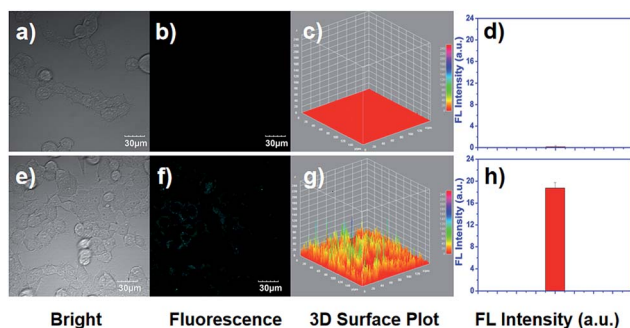 a)
b)
c)
d)
30μm
30μm
FL Intensity (a.u.)
24
20
16
12
8
4
0
e)
f)
g)
h)
30μm
30μm
FL Intensity (a.u.)
24
20
16
12
8
4
0
Bright
Fluorescence
3D Surface Plot
FL Intensity (a.u.)